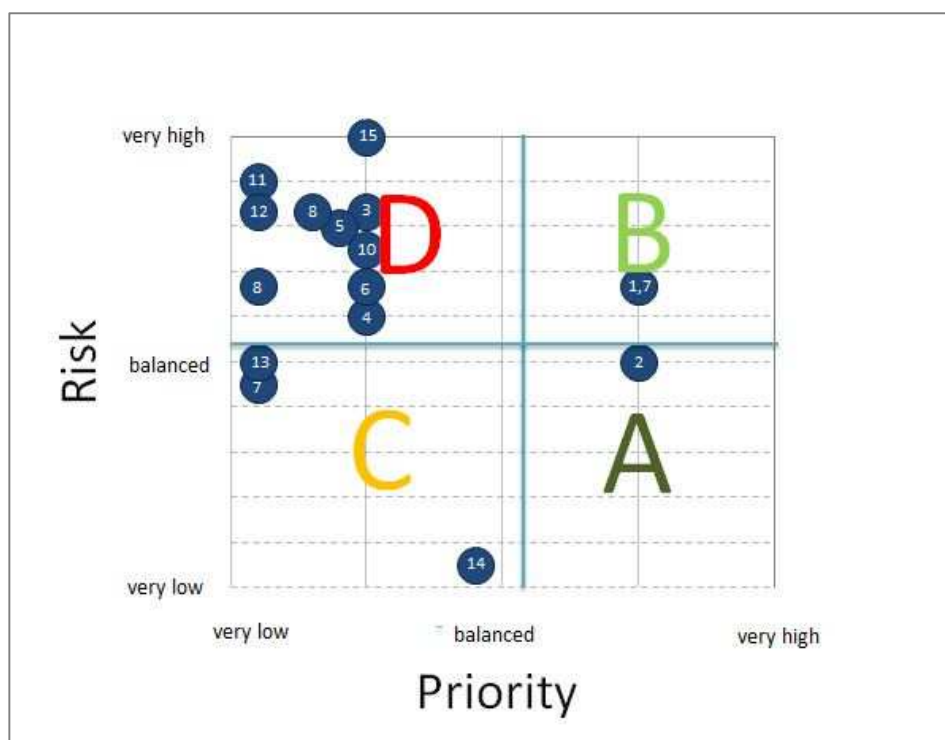 very high
15
11
12
8
3
5
D
B
10
8
6
1,7
4
Risk
balanced
13
2
7
C
A
14
very low
very low
balanced
very high
Priority